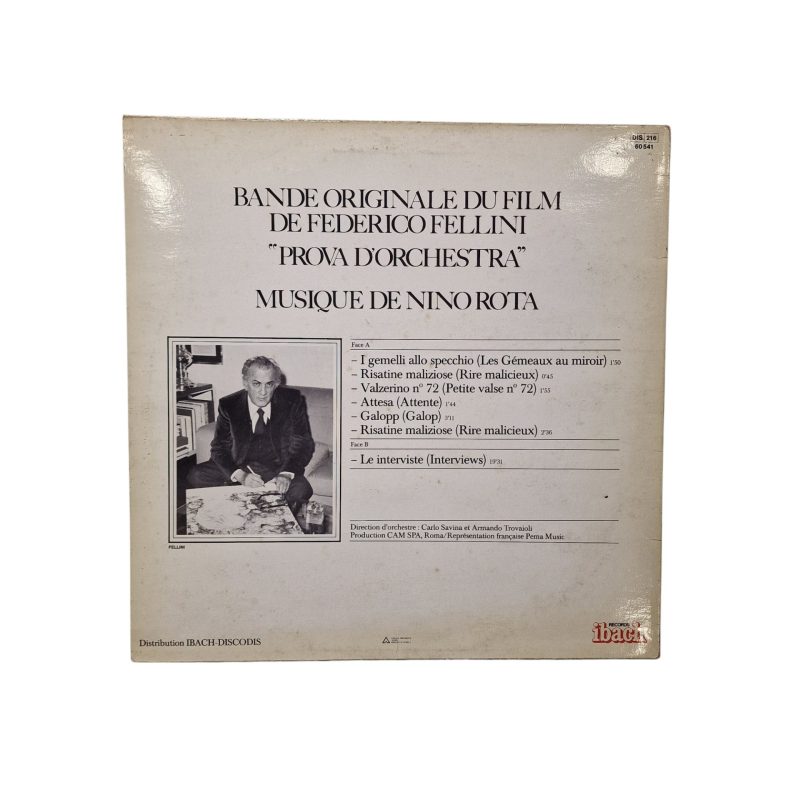 DIS. 216
60 541
BANDE ORIGINALE DU FILM
DE FEDERICO FELLINI
"PROVA D'ORCHESTRA"
MUSIQUE DE NINO ROTA
Face A
– I gemelli allo specchio (Les Gémeaux au miroir) 1'50
– Risatine maliziose (Rire malicieux) 0'45
– Valzerino n° 72 (Petite valse n° 72) 1'55
– Attesa (Attente) 1'44
– Galopp (Galop) 3'11
– Risatine maliziose (Rire malicieux) 2'36
Face B
– Le interviste (Interviews) 19'31
Direction d'orchestre : Carlo Savina et Armando Trovaioli
Production CAM SPA, Roma/Représentation française Pema Music
FELLINI
Distribution IBACH-DISCODIS
RECORDS
ibach